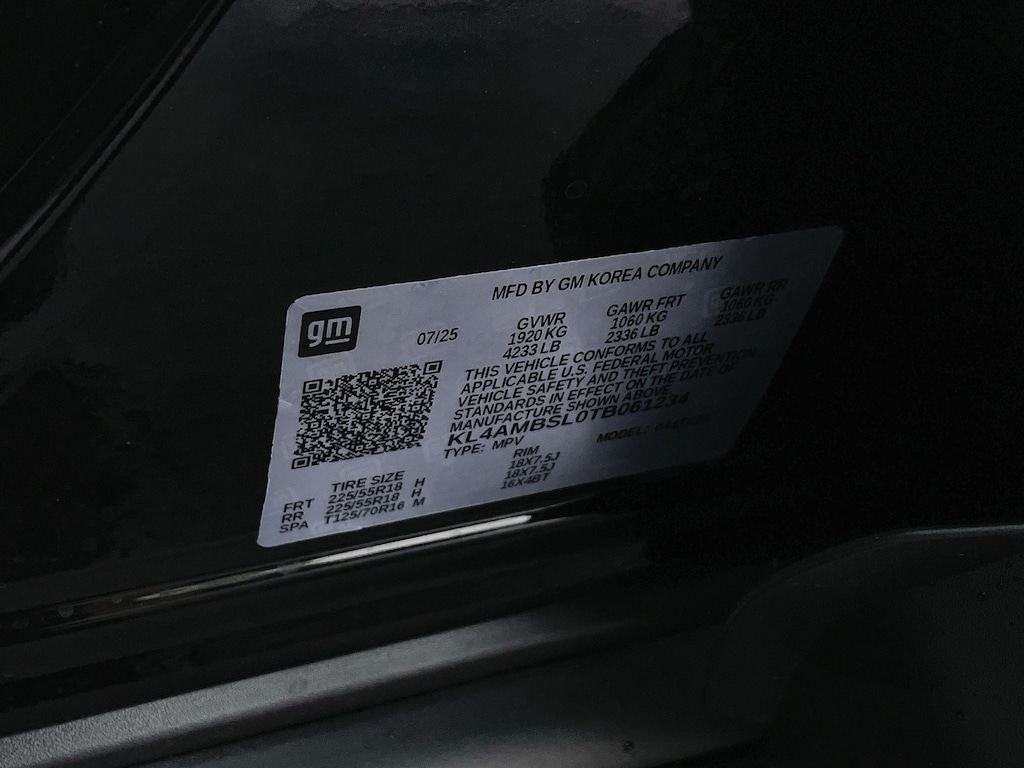 MFD BY GM KOREA COMPANY
gm
07/25
GVWR
1920 KG
4233 LB
GAWR FRT
1060 KG
2336 LB
GAWR RR
1060 KG
2336 LB
THIS VEHICLE CONFORMS TO ALL
APPLICABLE U.S. FEDERAL MOTOR
VEHICLE SAFETY AND THEFT PREVENTION
STANDARDS IN EFFECT ON THE DATE OF
MANUFACTURE SHOWN ABOVE
KL4AMBSL0TB061234
TYPE: MPV
MODEL:
TIRE SIZE
RIM
FRT 225/55R18 H 18X7.5J
RR 225/55R18 H 18X7.5J
SPA T125/70R16 M 16X4BT